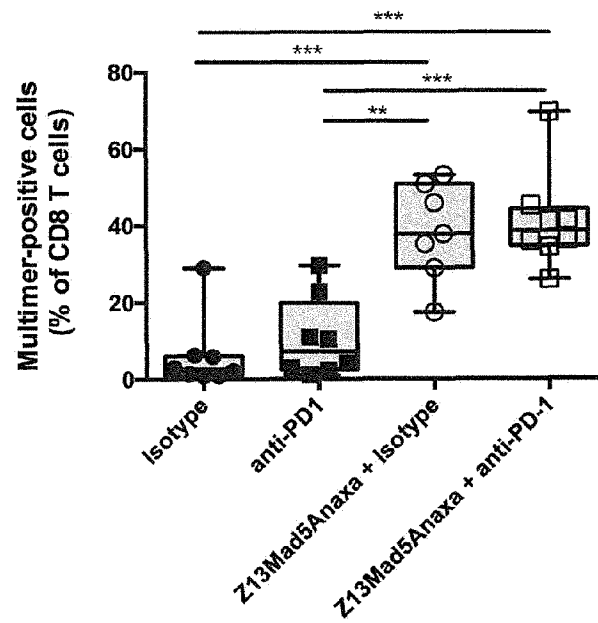 ***
***
***
**
Multimer-positive cells
(% of CD8 T cells)
80
60
40
20
0
Isotype
anti-PD1
Z13Mad5Anaxa + Isotype
Z13Mad5Anaxa + anti-PD-1